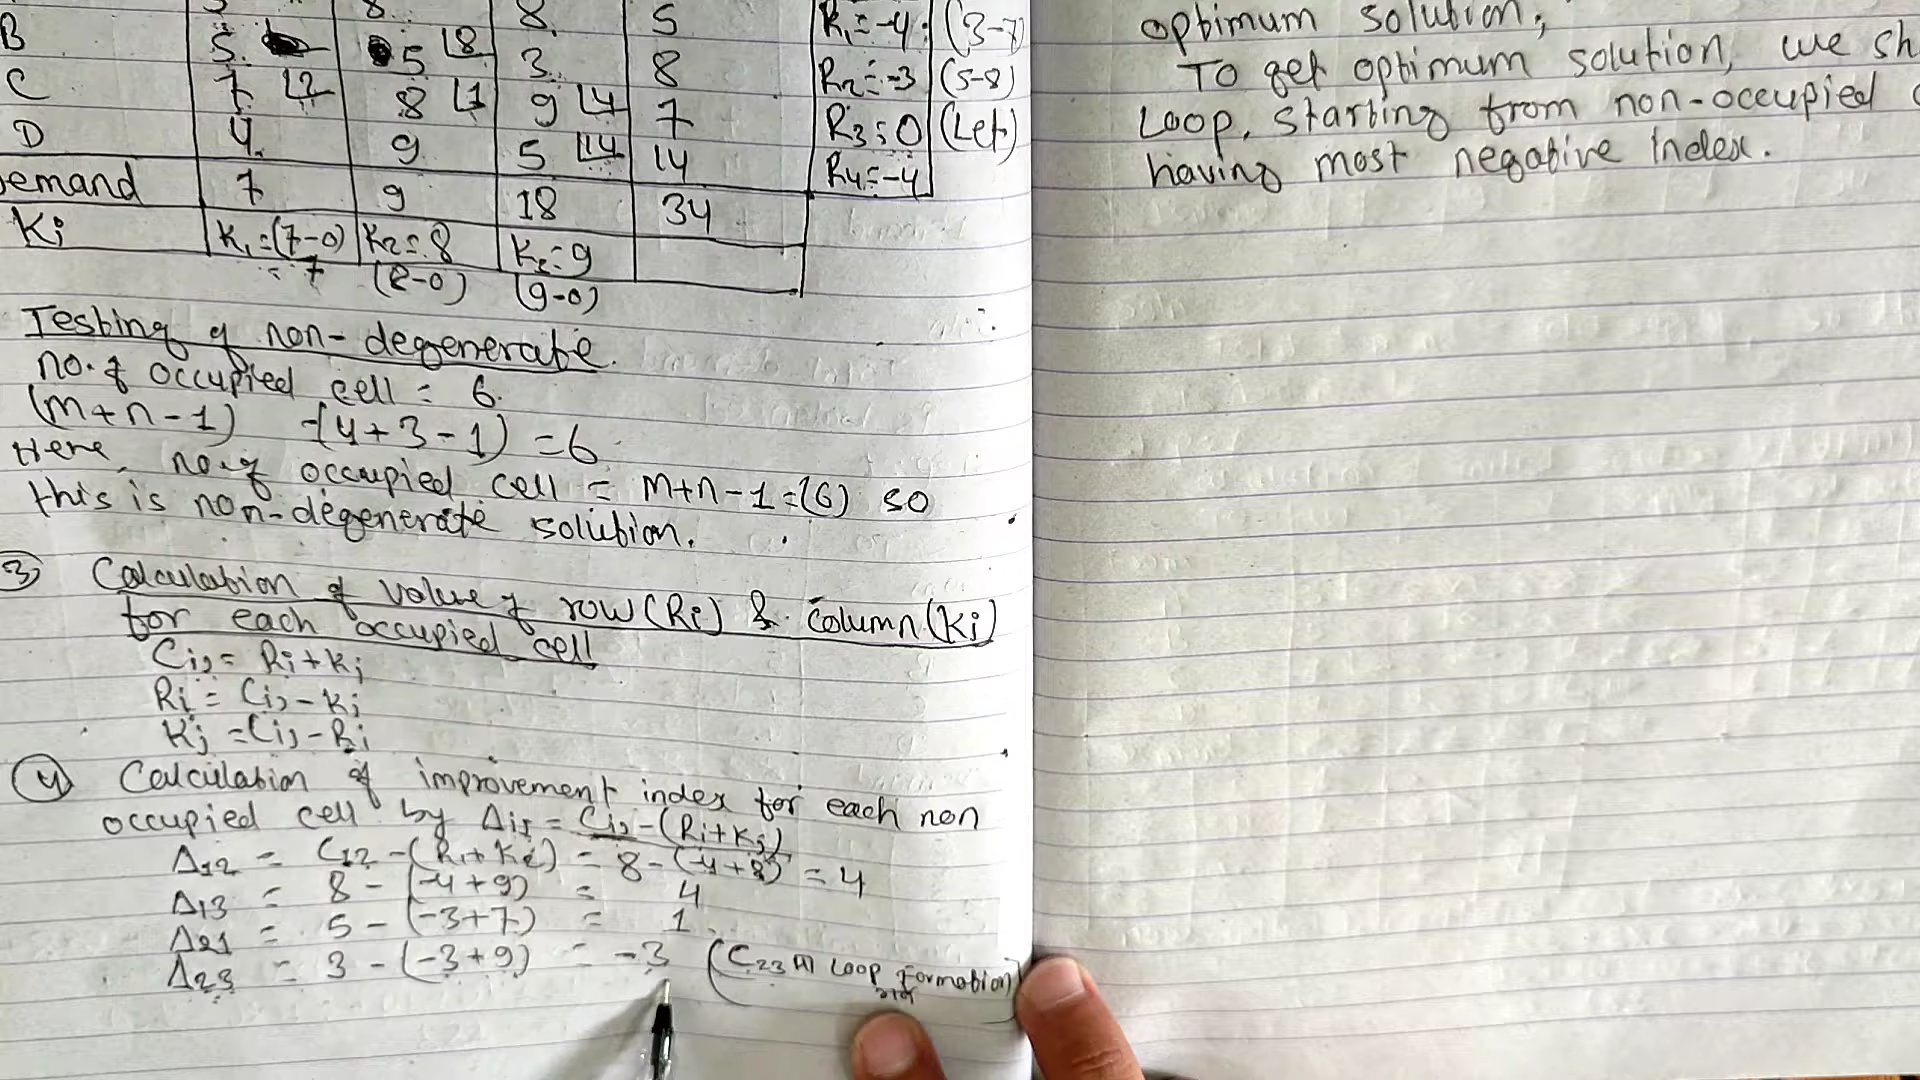 8 8 5 R1=-4 (3-7)
B 5 5 8 3 8 R2=-3 (5-8)
C 7 2 8 1 9 4 7 R3=0 (Let)
D 4 9 5 14 14 R4=-4
emand 7 9 18 34
Ki K1=(7-0) K2=8 =9
= 7 (8-0) (9-0)
Testing of non-degenerate.
no. of occupied cell = 6.
(m+n-1) -(4+3-1) =6
Here, no. of occupied cell = m+n-1=(6) so
this is non-degenerate solution.
3) Calculation of value of row (Ri) & column (Kj)
for each occupied cell
Cij = Ri+Kj
Ri = Cij-Kj
Kj = Cij-Ri
4 Calculation of improvement index for each non
occupied cell by Δij = Cij-(Ri+Kj)
Δ12 = C12 -(R1+K2) = 8-(-4+8) = 4
Δ13 = 8 - (-4+9) = 4
Δ21 = 5 - (-3+7) = 1
Δ23 = 3 - (-3+9) = -3 (C23 Loop Formation)
optimum solution,
To get optimum solution, we sh
Loop, starting from non-occupied
having most negative index.